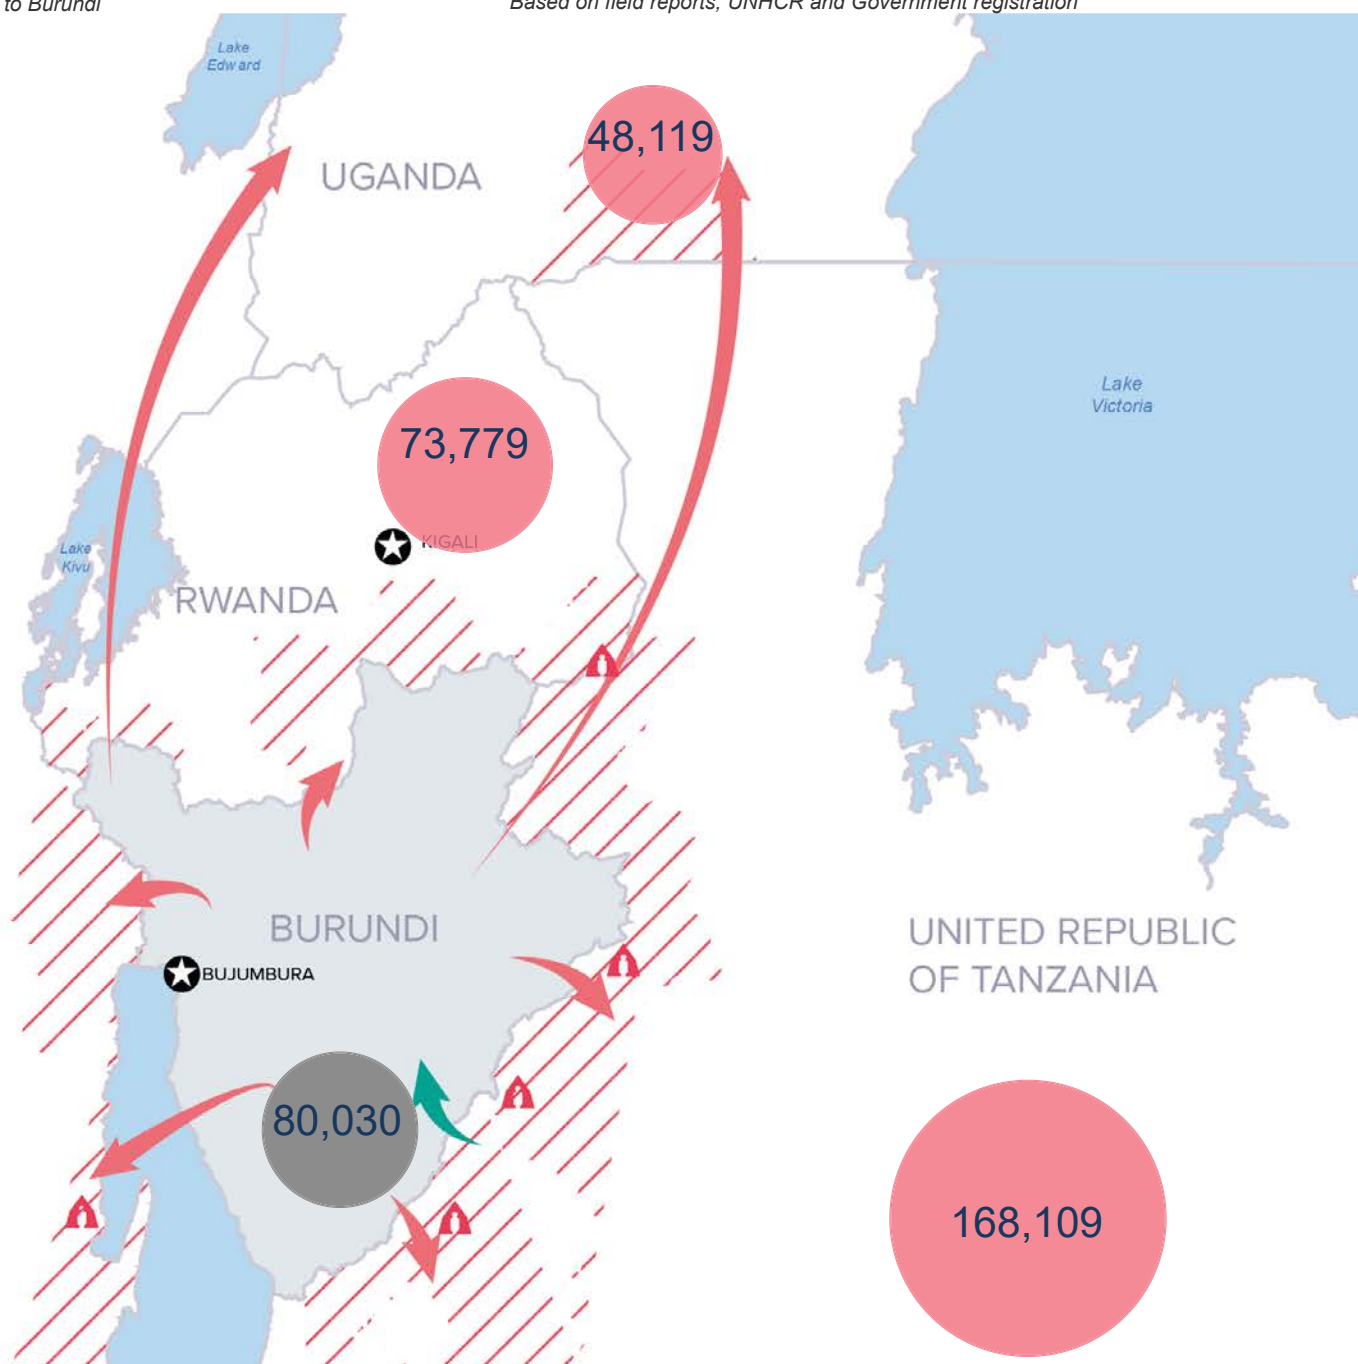 to Burundi
Based on field reports, UNHCR and Government registration
Lake
Edward
48,119
UGANDA
Lake
Victoria
73,779
KIGALI
Lake
Kivu
RWANDA
BURUNDI
UNITED REPUBLIC
OF TANZANIA
BUJUMBURA
80,030
168,109